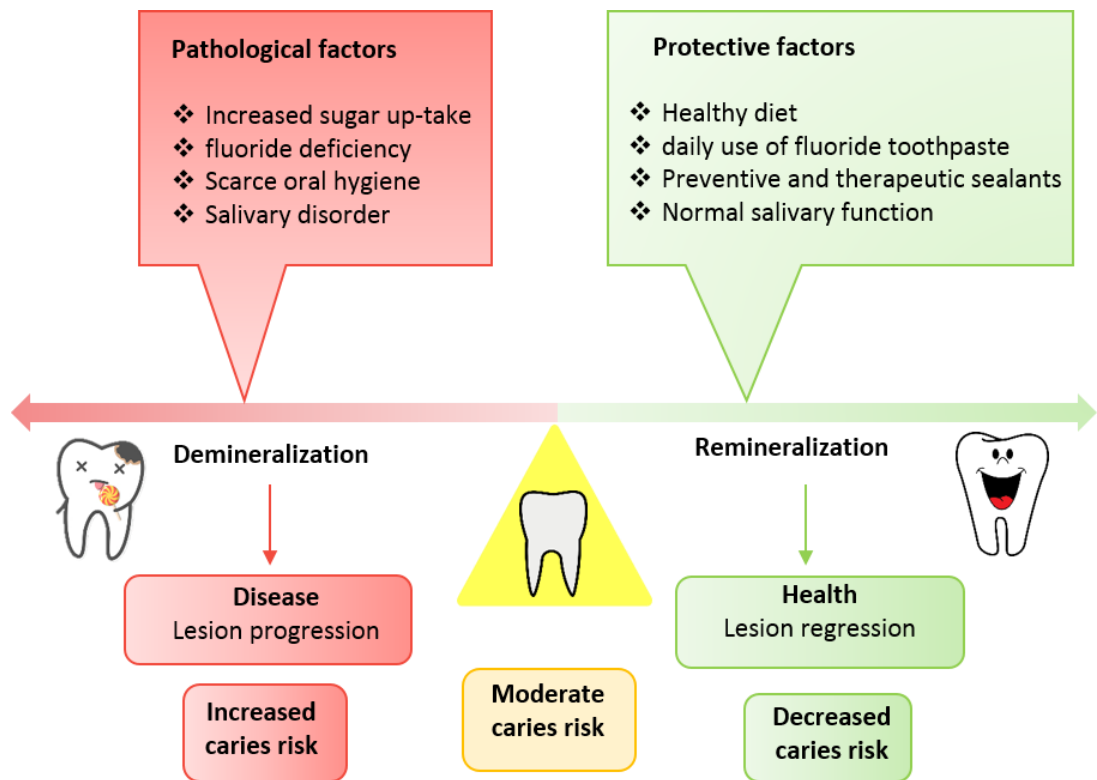 Pathological factors
❖ Increased sugar up-take
❖ fluoride deficiency
❖ Scarce oral hygiene
❖ Salivary disorder
Protective factors
❖ Healthy diet
❖ daily use of fluoride toothpaste
❖ Preventive and therapeutic sealants
❖ Normal salivary function
Demineralization
Remineralization
Disease
Lesion progression
Health
Lesion regression
Increased
caries risk
Moderate
caries risk
Decreased
caries risk